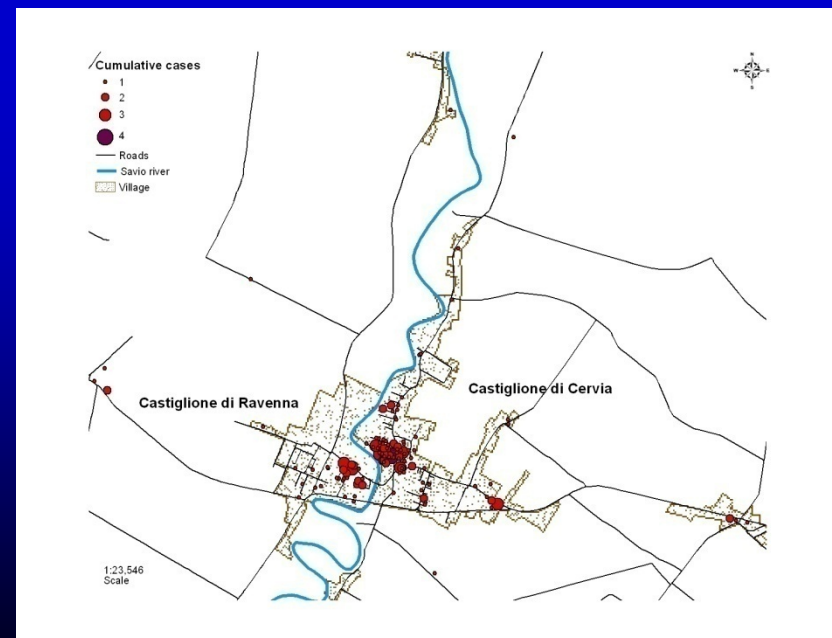 Cumulative cases
1
2
3
4
Roads
Savio river
Village
N
W
E
S
Castiglione di Ravenna
Castiglione di Cervia
1:23,546
Scale